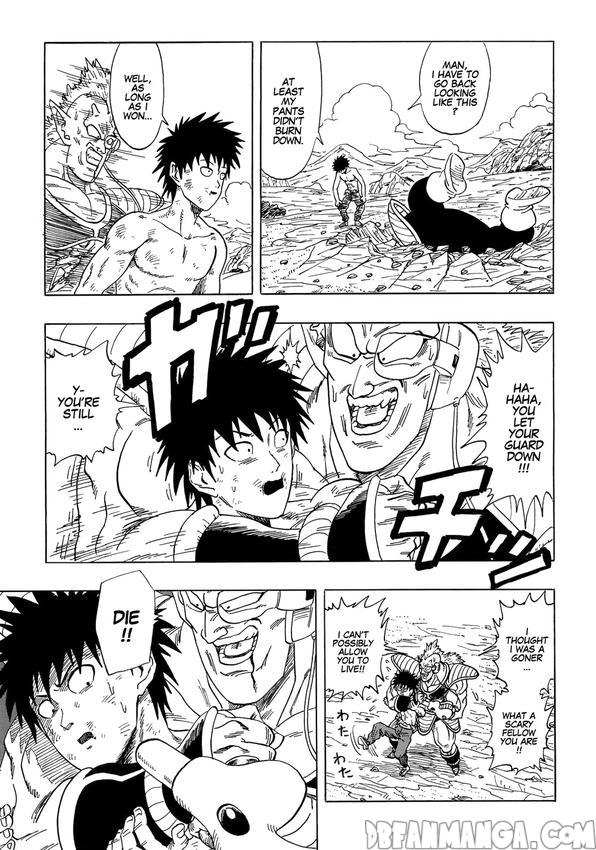 MAN,
I HAVE TO
GO BACK
LOOKING
LIKE THIS
?
AT
LEAST
MY
PANTS
DIDN'T
BURN
DOWN.
WELL,
AS
LONG
AS I
WON...
HA-
HAHA,
YOU
LET
YOUR
GUARD
DOWN
!!!
ガ
Y-
YOU'RE
STILL
...
チッ
THOUGHT
I WAS A
GONER
...
WHAT
A
SCARY
FELLOW
YOU ARE
!!
I CAN'T
POSSIBLY
ALLOW
YOU TO
LIVE!!
わた
わた
DIE
!!
DBFANMANGA.COM